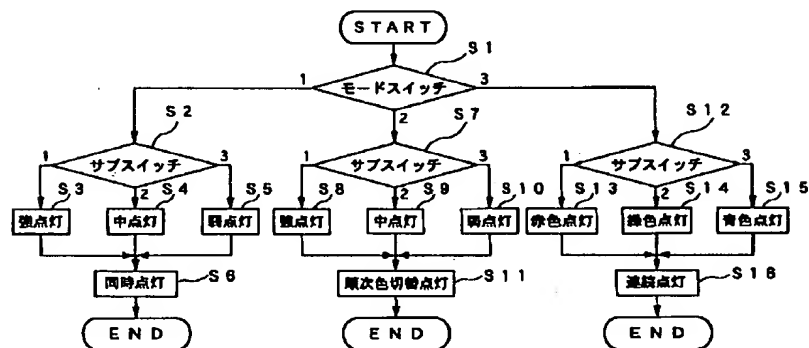 START
S1
1 モードスイッチ 3
2
S2 S7 S12
1 サブスイッチ 3 1 サブスイッチ 3 1 サブスイッチ 3
2 2 2
S3 S4 S5 S8 S9 S10 S13 S14 S15
強点灯 中点灯 弱点灯 強点灯 中点灯 弱点灯 赤色点灯 緑色点灯 青色点灯
S6 S11 S16
同時点灯 順次色切替点灯 連続点灯
END END END